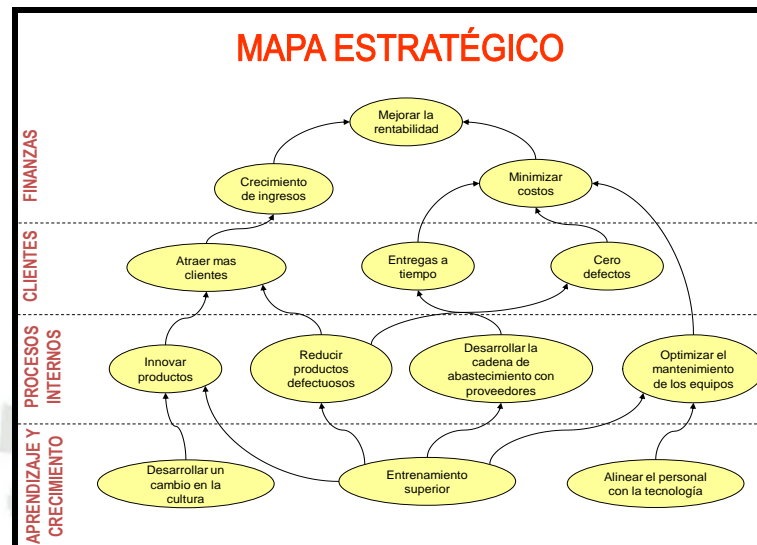 MAPA ESTRATÉGICO
FINANZAS
Mejorar la
rentabilidad
Crecimiento
de ingresos
Minimizar
costos
CLIENTES
Atraer mas
clientes
Entregas a
tiempo
Cero
defectos
PROCESOS
INTERNOS
Innovar
productos
Reducir
productos
defectuosos
Desarrollar la
cadena de
abastecimiento con
proveedores
Optimizar el
mantenimiento
de los equipos
APRENDIZAJE Y
CRECIMIENTO
Desarrollar un
cambio en la
cultura
Entrenamiento
superior
Alinear el personal
con la tecnología